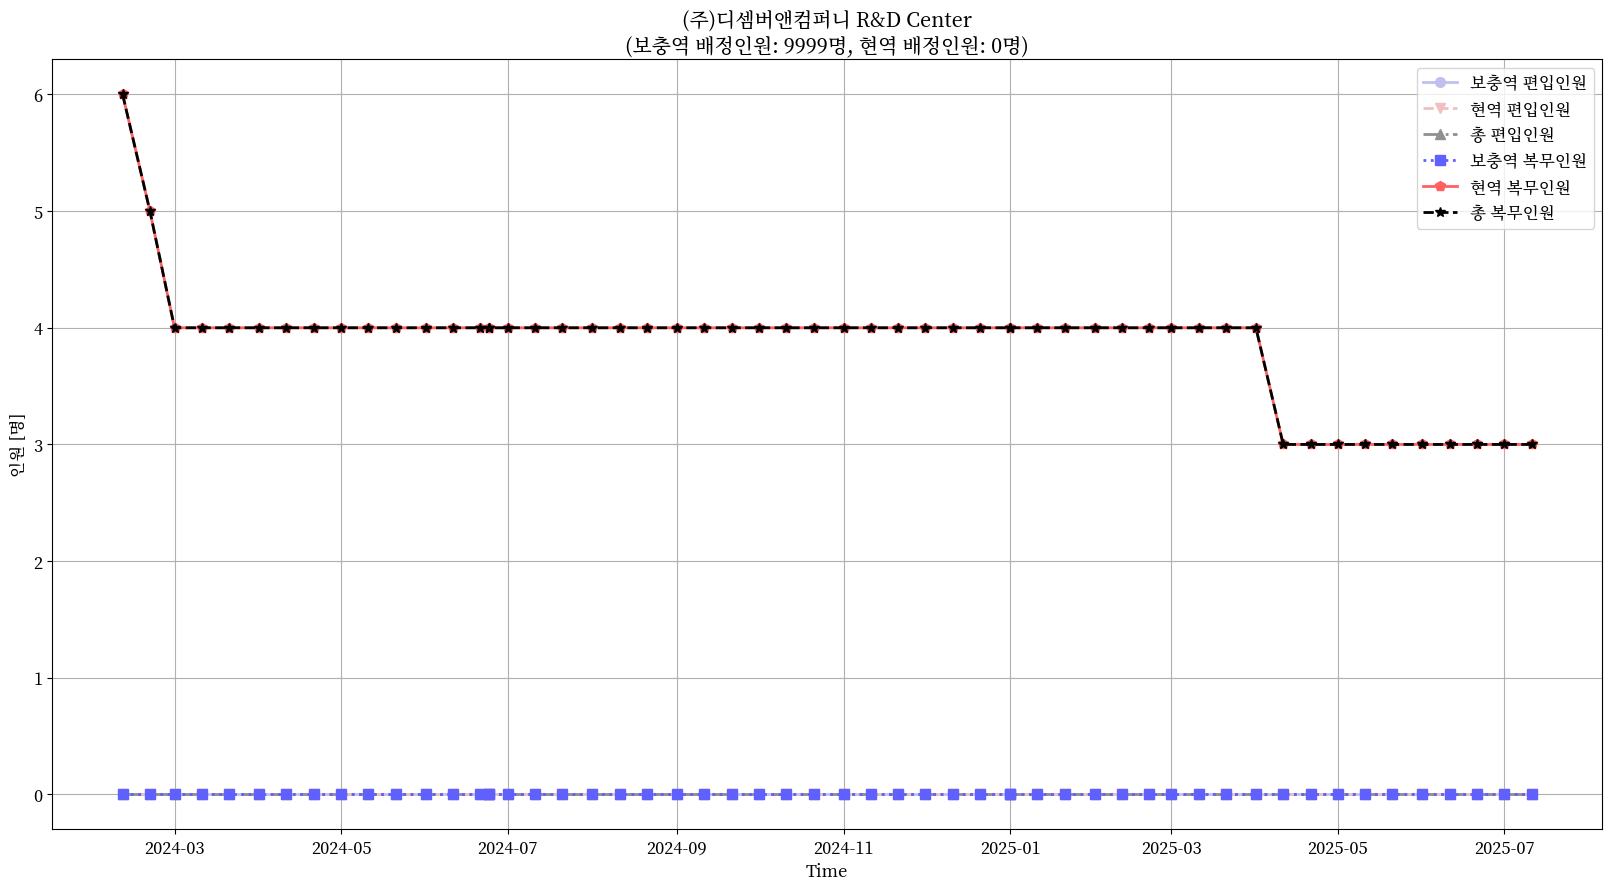 (주)디셈버앤컴퍼니 R&D Center
(보충역 배정인원: 9999명, 현역 배정인원: 0명)
보충역 편입인원
현역 편입인원
총 편입인원
보충역 복무인원
현역 복무인원
총 복무인원
인원 [명]
6
5
4
3
2
1
0
2024-03 2024-05 2024-07 2024-09 2024-11 2025-01 2025-03 2025-05 2025-07
Time